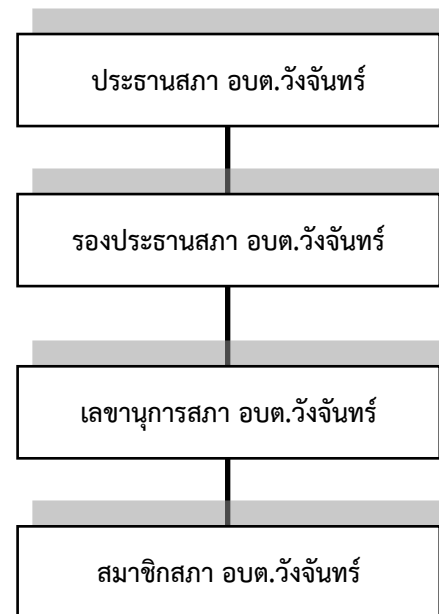 ประธานสภา อบต.วังจันทร์
รองประธานสภา อบต.วังจันทร์
เลขานุการสภา อบต.วังจันทร์
สมาชิกสภา อบต.วังจันทร์